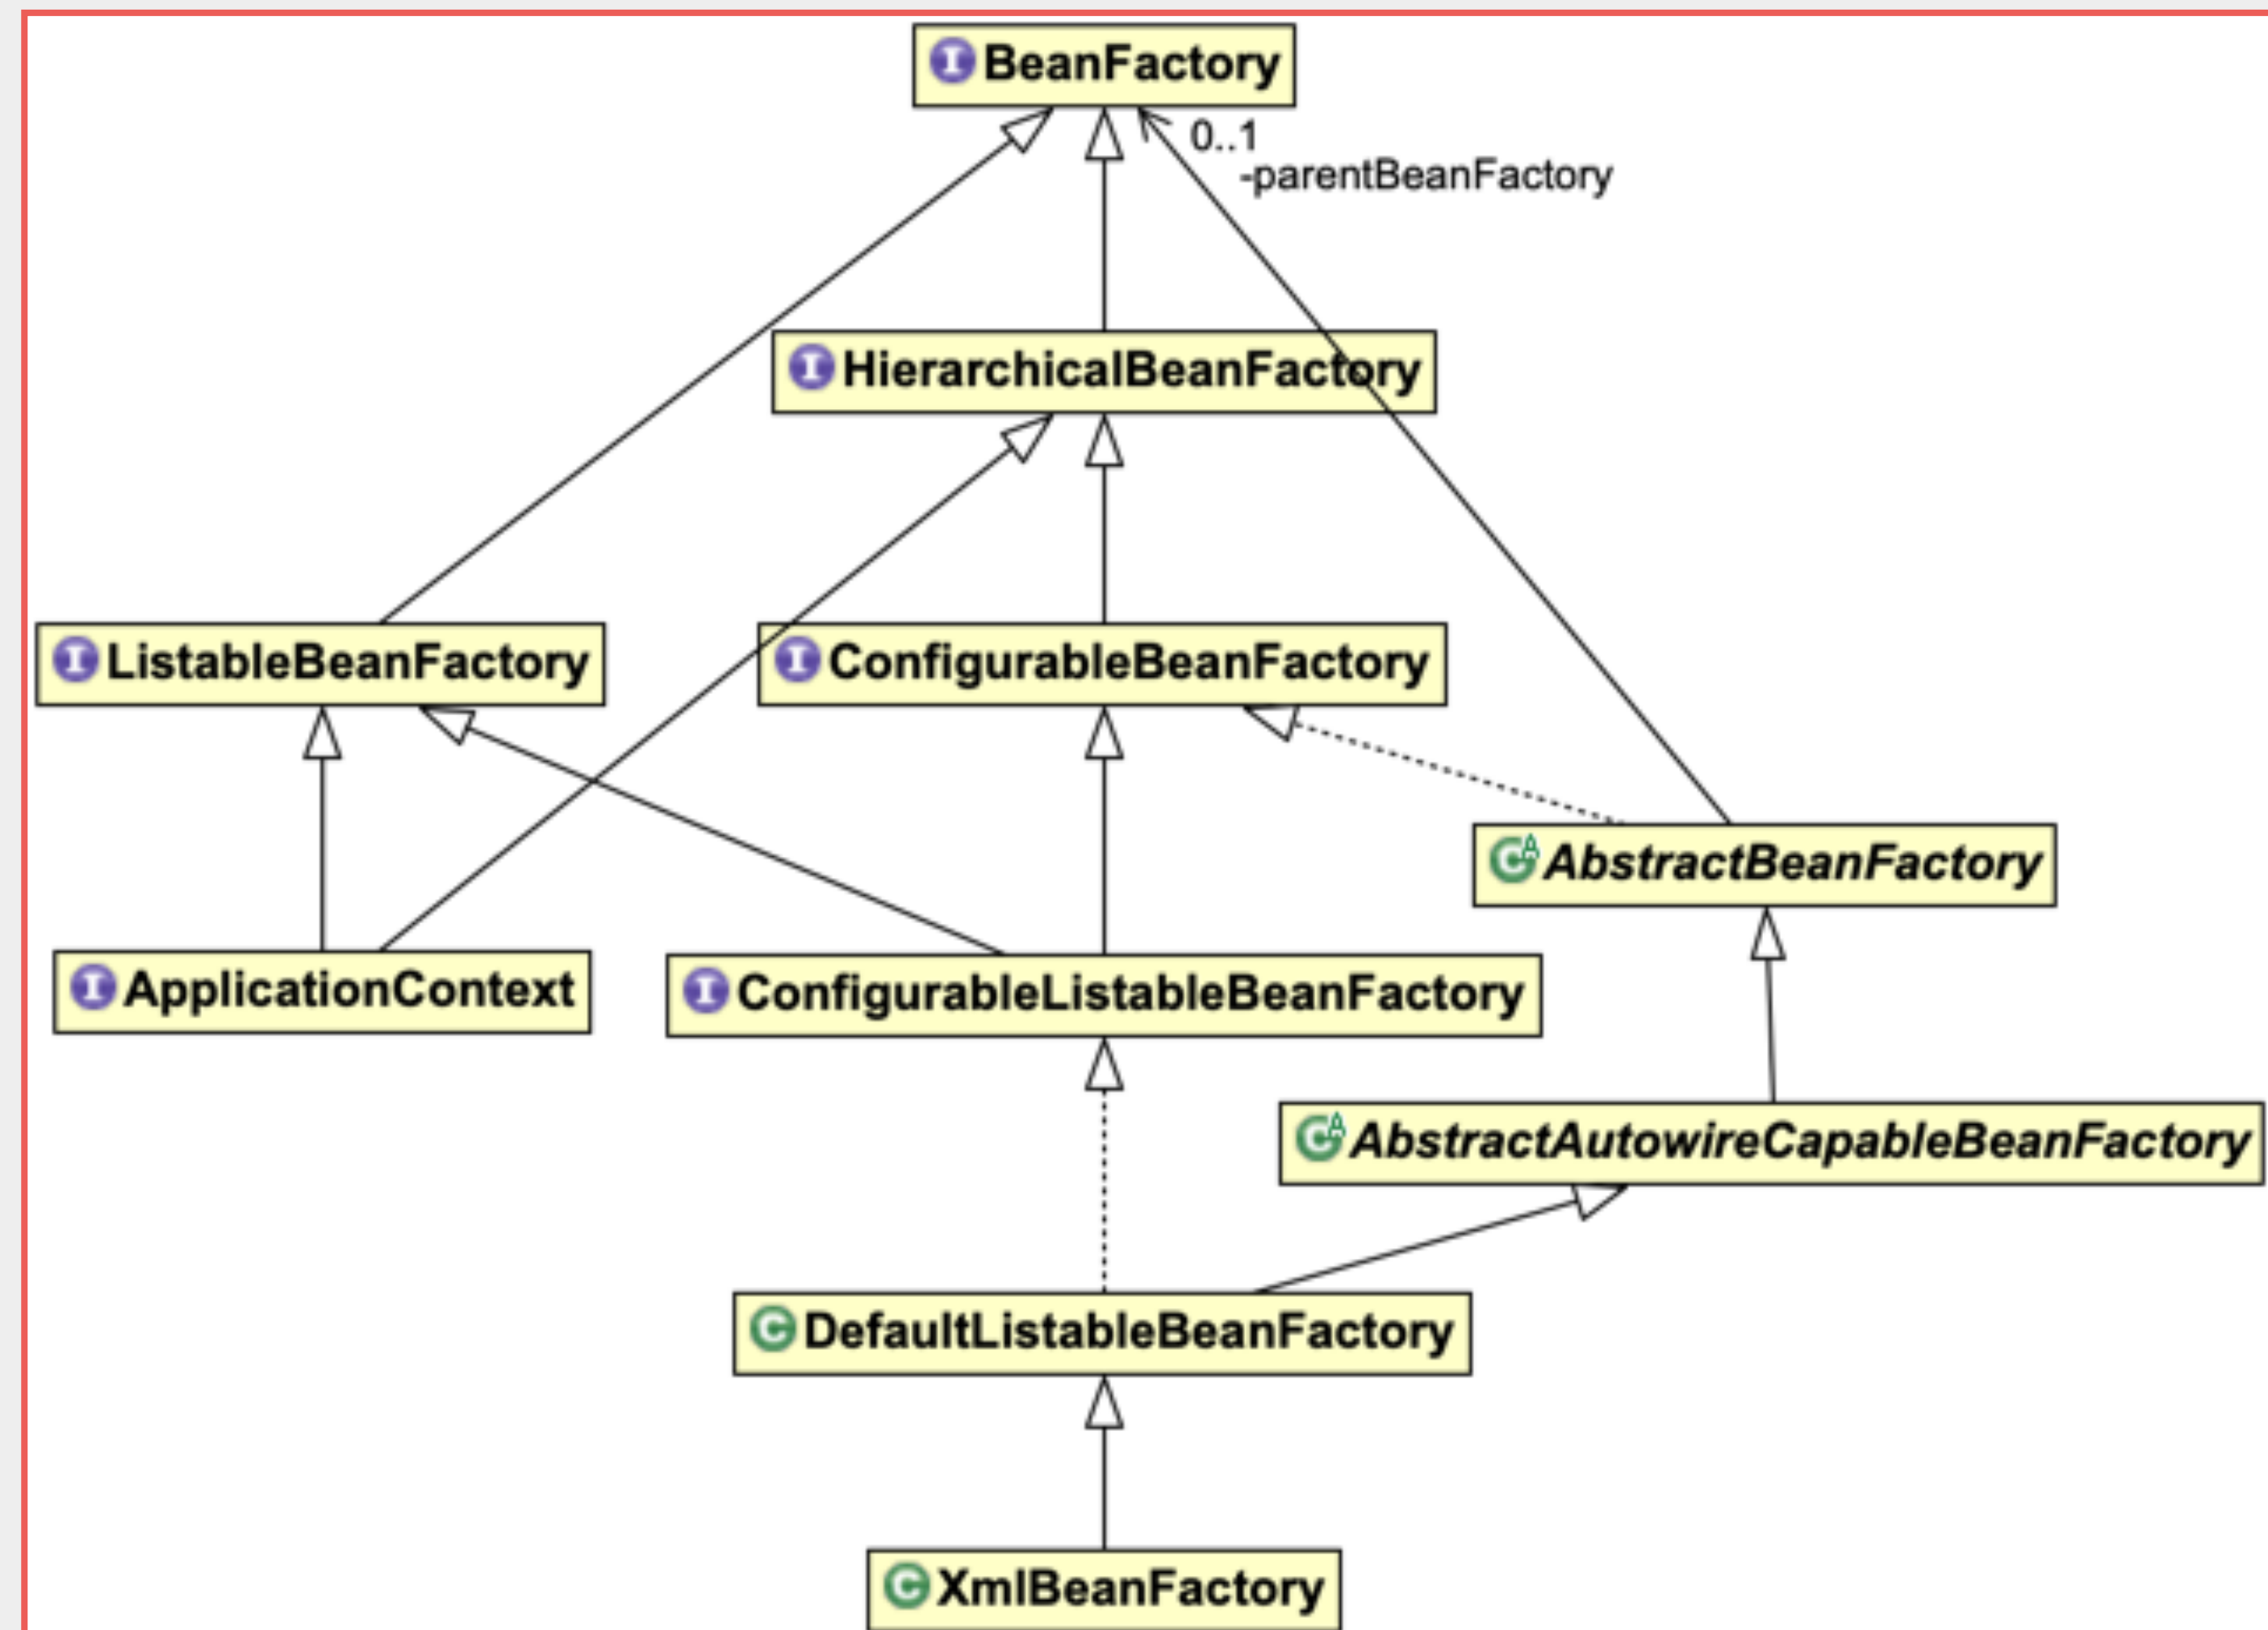 BeanFactory
0..1
-parentBeanFactory
HierarchicalBeanFactory
ListableBeanFactory
ConfigurableBeanFactory
AbstractBeanFactory
ApplicationContext
ConfigurableListableBeanFactory
AbstractAutowireCapableBeanFactory
DefaultListableBeanFactory
XmlBeanFactory